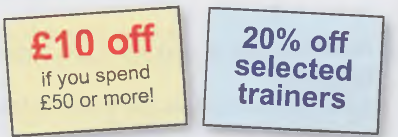 £10 off
if you spend
£50 or more!
20% off
selected
trainers